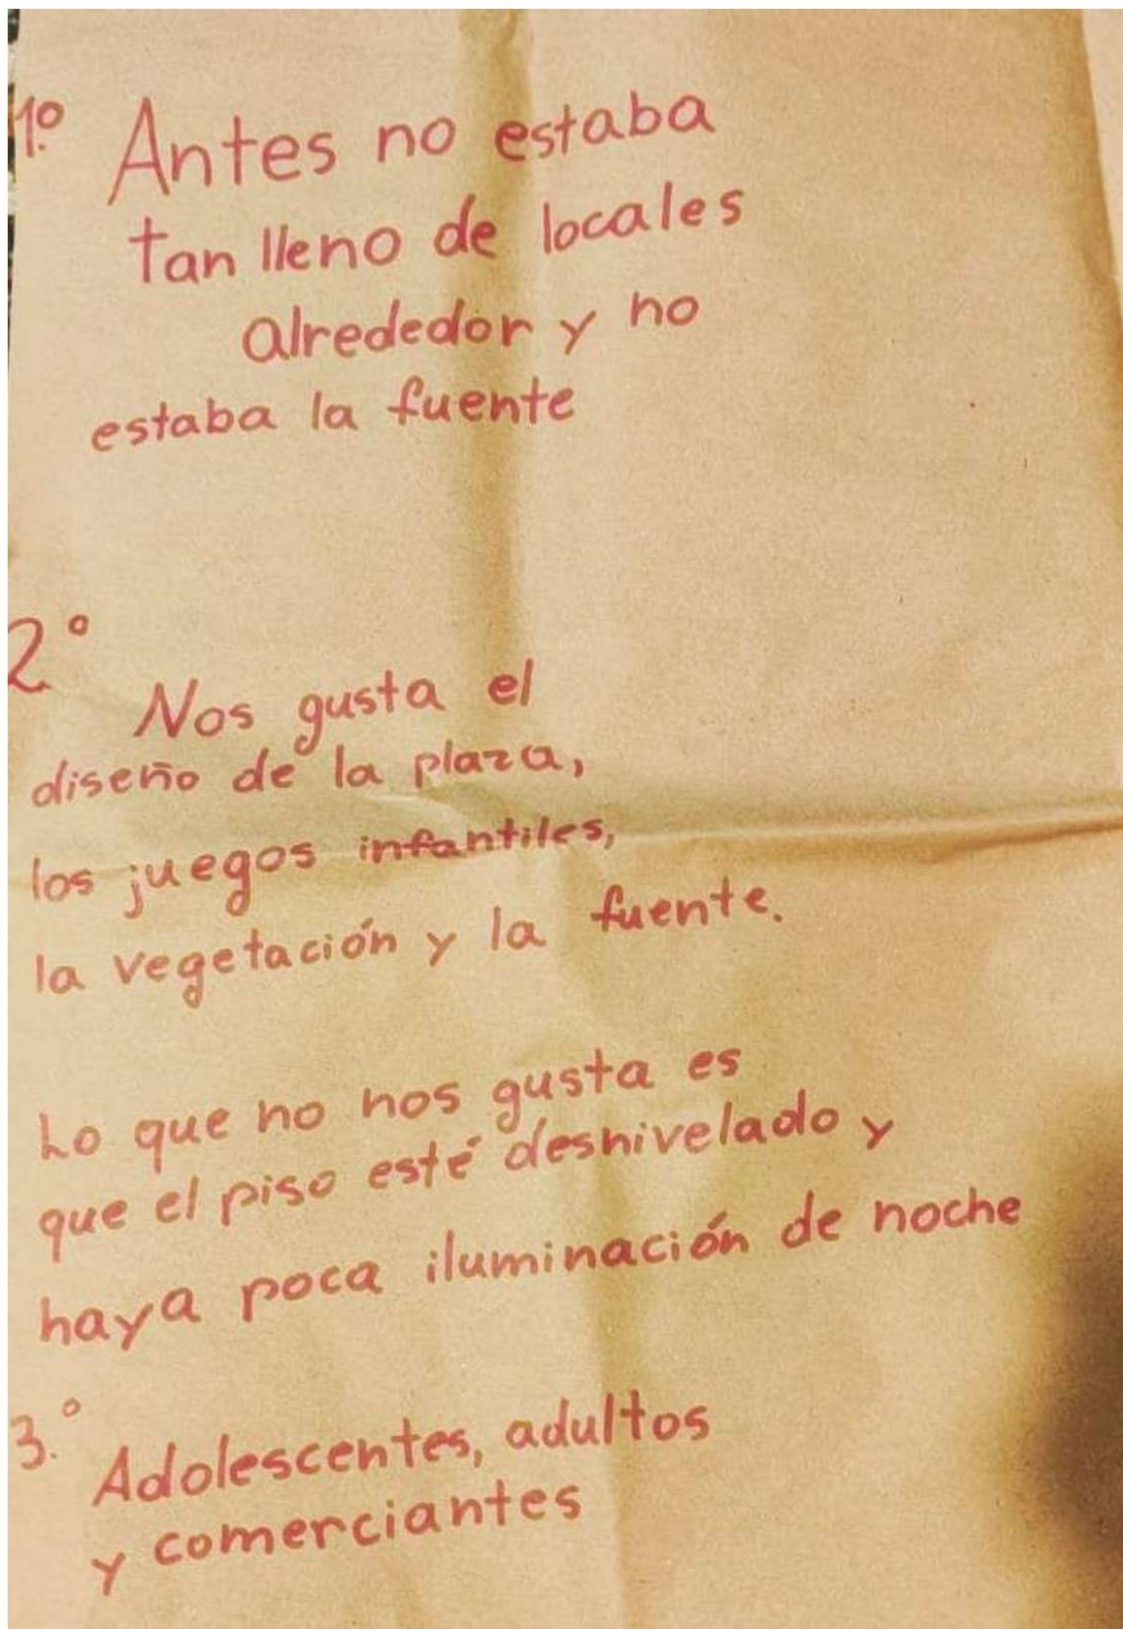 1º. Antes no estaba
tan lleno de locales
alrededor y no
estaba la fuente
2º
Nos gusta el
diseño de la plaza,
los juegos infantiles,
la vegetación y la fuente.
Lo que no nos gusta es
que el piso esté desnivelado y
haya poca iluminación de noche
3.º
Adolescentes, adultos
y comerciantes